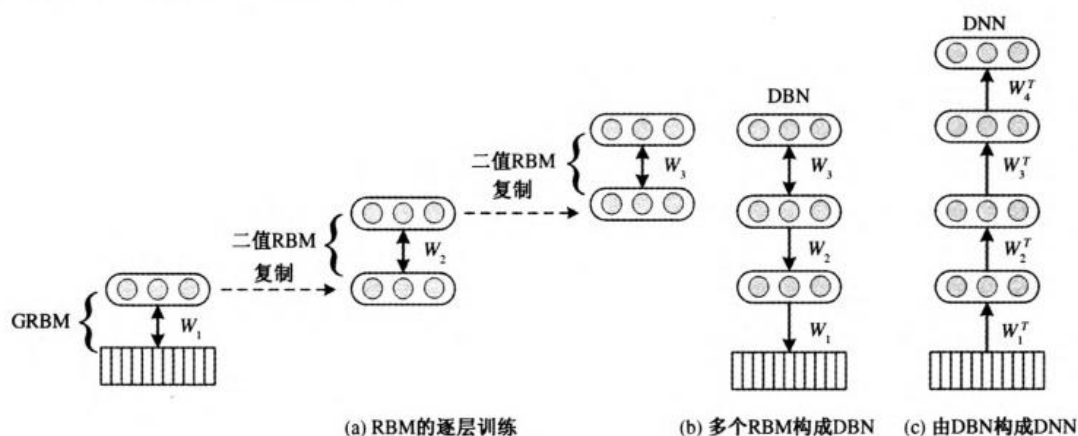 GRBM
W₁
二值RBM
复制
W₂
二值RBM
复制
W₃
DBN
W₃
W₂
W₁
DNN
W₄ᵀ
W₃ᵀ
W₂ᵀ
W₁ᵀ
(a) RBM的逐层训练
(b) 多个RBM构成DBN
(c) 由DBN构成DNN